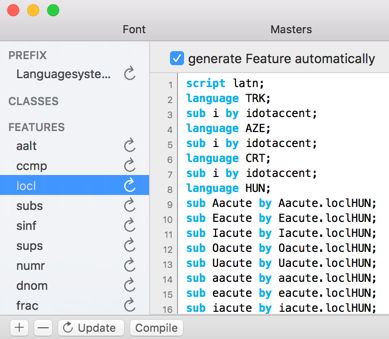 Font
Masters
PREFIX
Languagesyste...
CLASSES
FEATURES
aalt
ccmp
locl
subs
sinf
sups
numr
dnom
frac
generate Feature automatically
1 script latn;
2 language TRK;
3 sub i by idotaccent;
4 language AZE;
5 sub i by idotaccent;
6 language CRT;
7 sub i by idotaccent;
8 language HUN;
9 sub Aacute by Aacute.loclHUN;
10 sub Eacute by Eacute.loclHUN;
11 sub Iacute by Iacute.loclHUN;
12 sub Oacute by Oacute.loclHUN;
13 sub Uacute by Uacute.loclHUN;
14 sub aacute by aacute.loclHUN;
15 sub eacute by eacute.loclHUN;
16 sub iacute by iacute.loclHUN;
Update
Compile